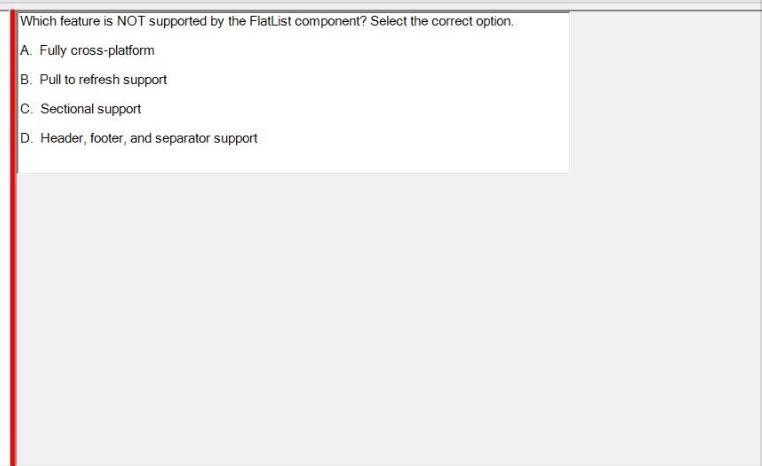 Which feature is NOT supported by the FlatList component? Select the correct option.
A. Fully cross-platform
B. Pull to refresh support
C. Sectional support
D. Header, footer, and separator support